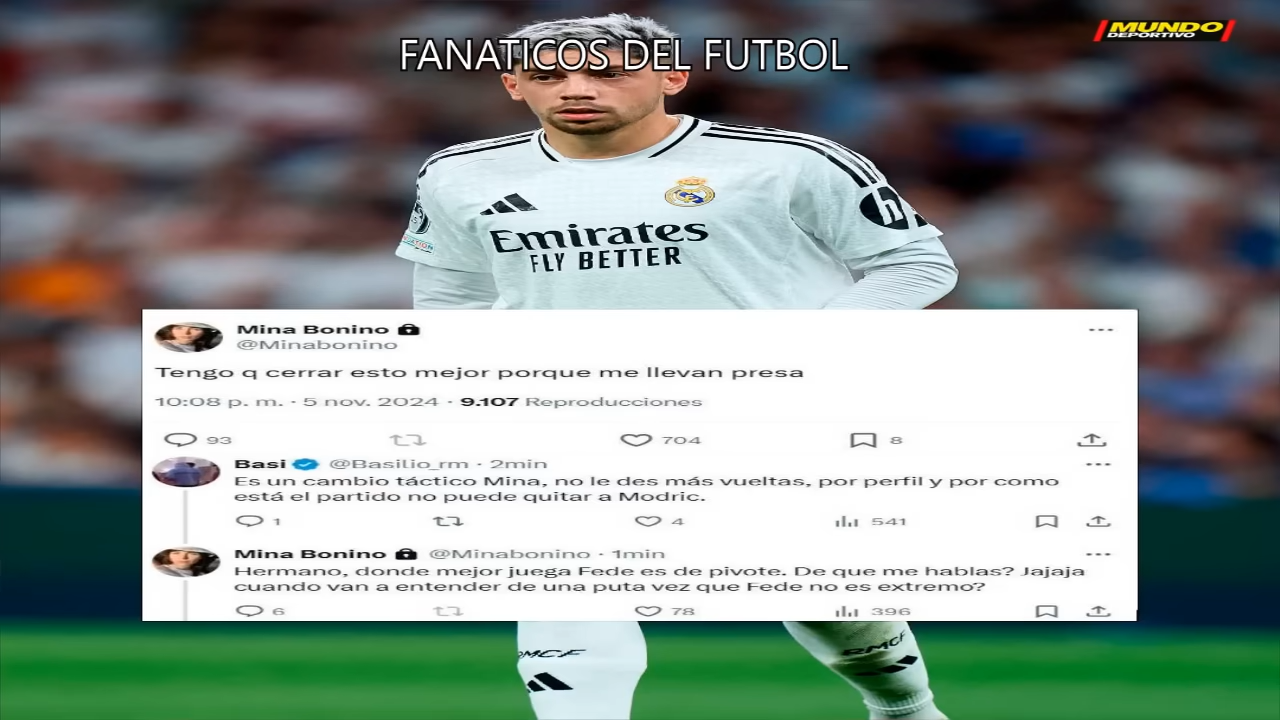 MUNDO
DEPORTIVO
FANATICOS DEL FUTBOL
Emirates
FLY BETTER
h
Mina Bonino
@Minabonino
Tengo q cerrar esto mejor porque me llevan presa
10:08 p. m. · 5 nov. 2024 · 9.107 Reproducciones
93 704 8
Basi @Basilio_rm · 2min
Es un cambio táctico Mina, no le des más vueltas, por perfil y por como
está el partido no puede quitar a Modric.
1 4 541
Mina Bonino @Minabonino · 1min
Hermano, donde mejor juega Fede es de pivote. De que me hablas? Jajaja
cuando van a entender de una puta vez que Fede no es extremo?
6 78 396
RMCF RMCF